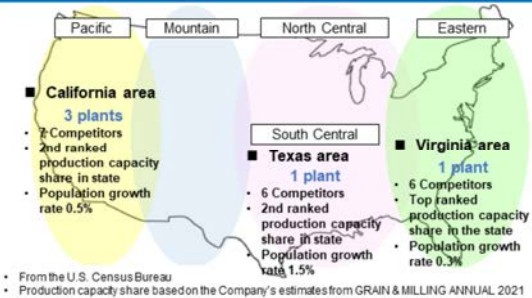 Pacific
Mountain
North Central
Eastern
■ California area
3 plants
• 7 Competitors
• 2nd ranked
production capacity
share in state
• Population growth
rate 0.5%
South Central
■ Texas area
1 plant
• 6 Competitors
• 2nd ranked
production capacity
share in state
• Population growth
rate 1.5%
■ Virginia area
1 plant
• 6 Competitors
• Top ranked
production capacity
share in the state
• Population growth
rate 0.3%
• From the U.S. Census Bureau
• Production capacity share based on the Company's estimates from GRAIN & MILLING ANNUAL 2021